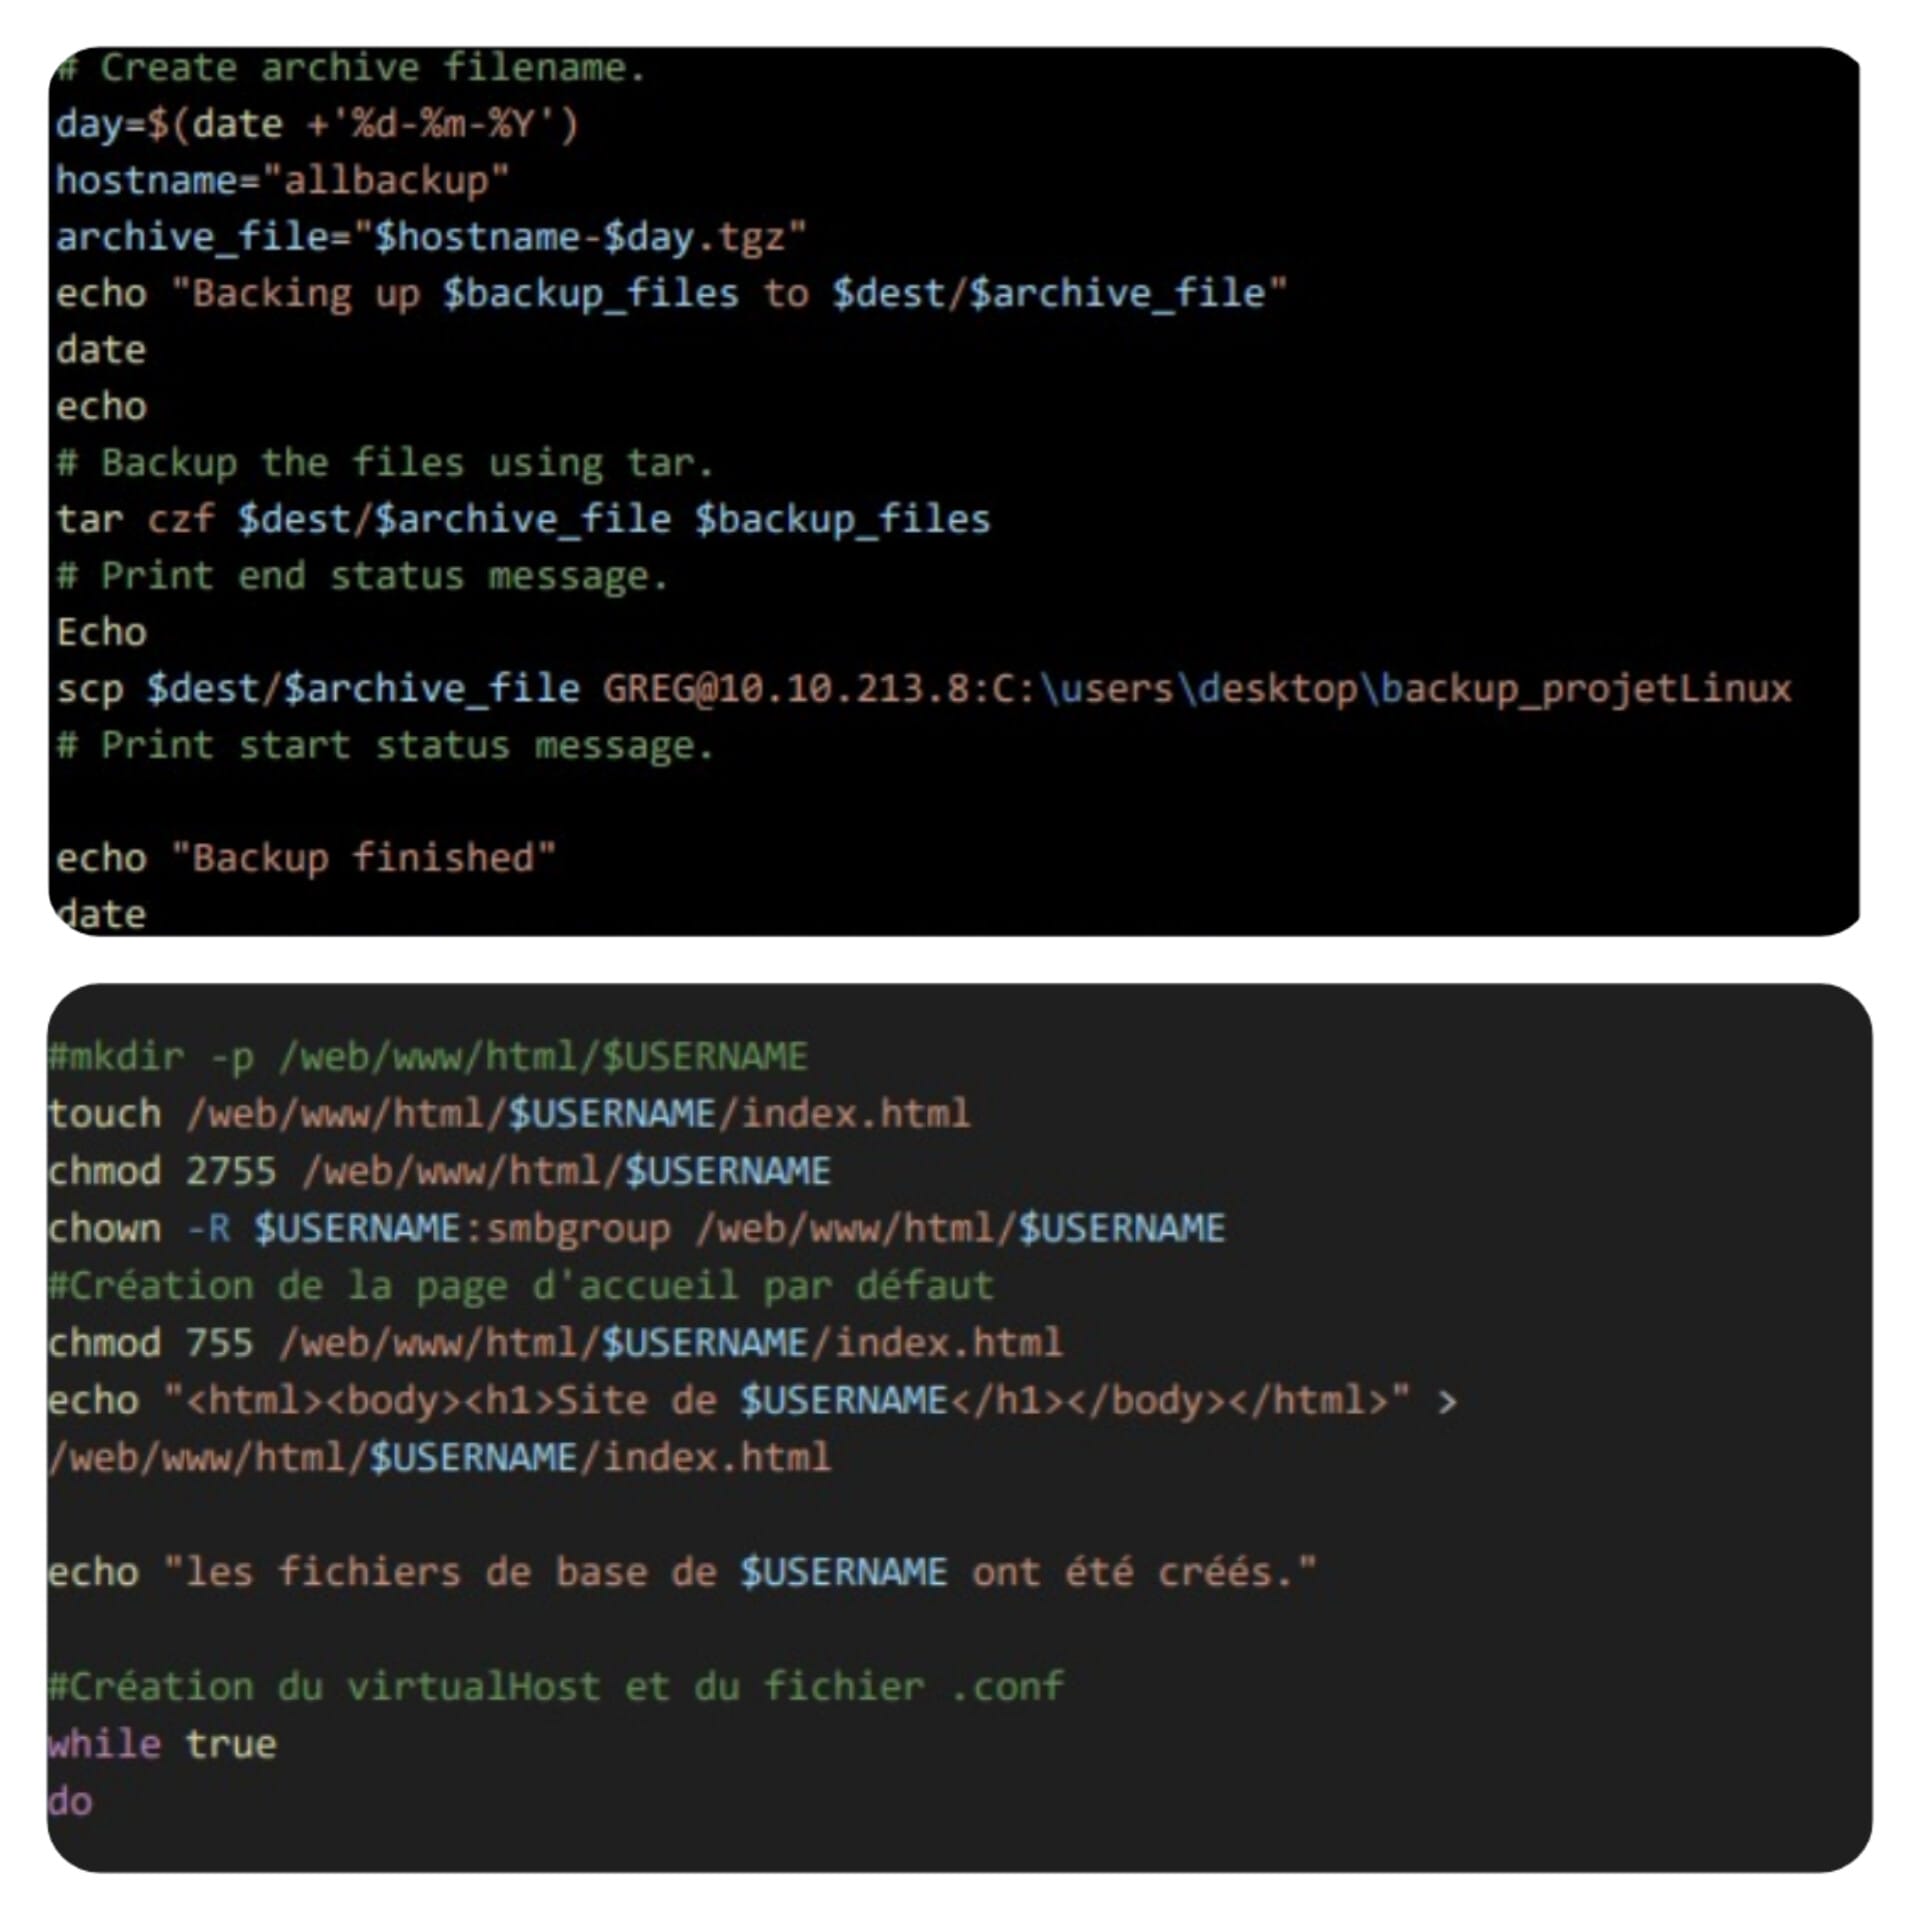 # Create archive filename.
day=$(date +'%d-%m-%Y')
hostname="allbackup"
archive_file="$hostname-$day.tgz"
echo "Backing up $backup_files to $dest/$archive_file"
date
echo
# Backup the files using tar.
tar czf $dest/$archive_file $backup_files
# Print end status message.
Echo
scp $dest/$archive_file GREG@10.10.213.8:C:\users\desktop\backup_projetLinux
# Print start status message.
echo "Backup finished"
date
#mkdir -p /web/www/html/$USERNAME
touch /web/www/html/$USERNAME/index.html
chmod 2755 /web/www/html/$USERNAME
chown -R $USERNAME:smbgroup /web/www/html/$USERNAME
#Création de la page d'accueil par défaut
chmod 755 /web/www/html/$USERNAME/index.html
echo "<html><body><h1>Site de $USERNAME</h1></body></html>" >
/web/www/html/$USERNAME/index.html
echo "les fichiers de base de $USERNAME ont été créés."
#Création du virtualHost et du fichier .conf
while true
do